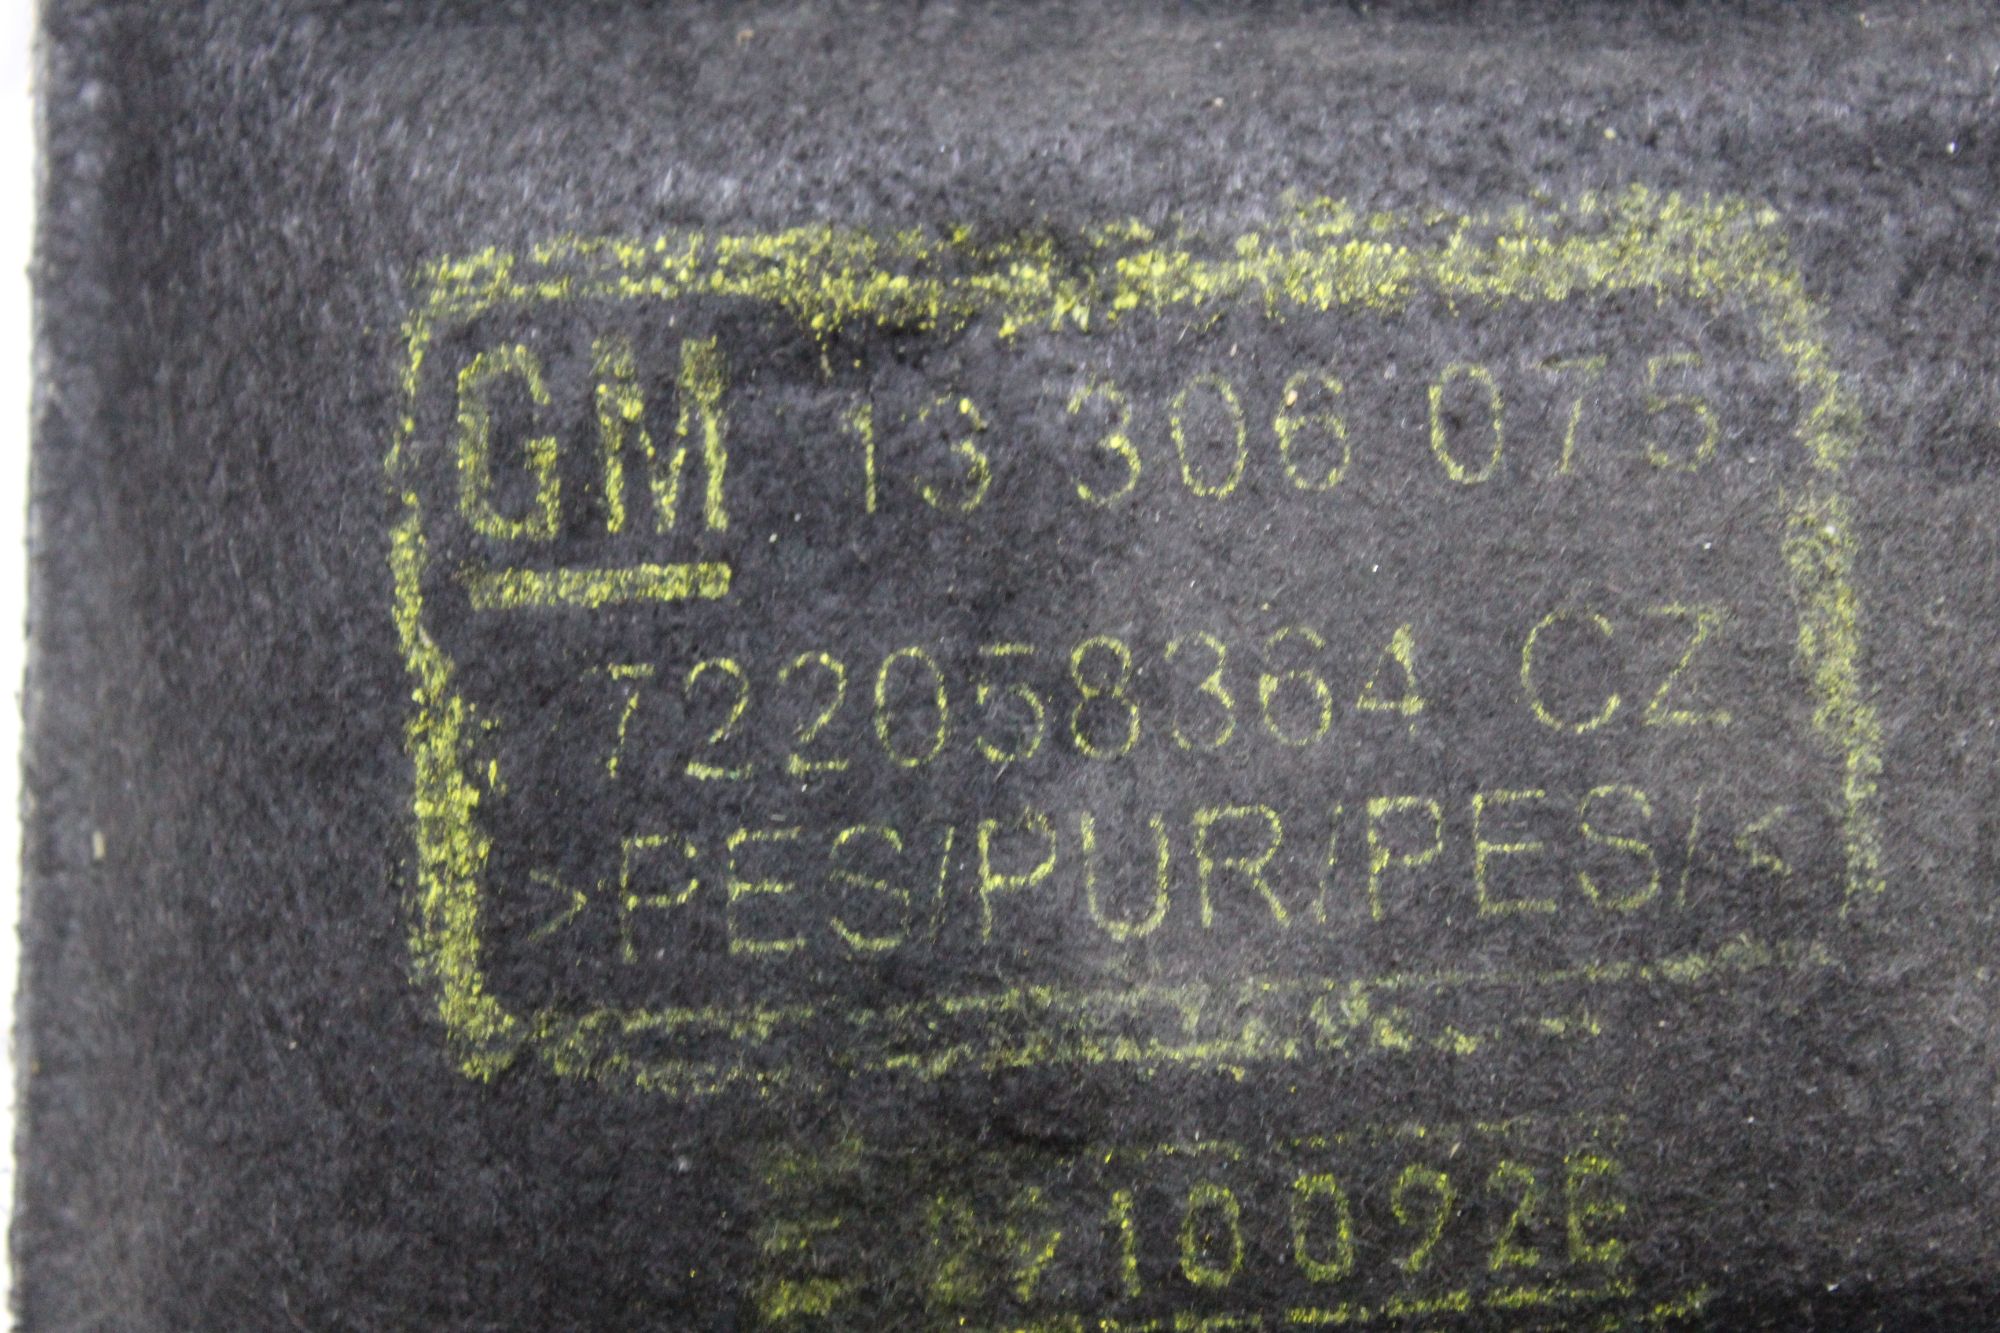 GM 13 306 075
722058364 CZ
>PES/PUR/PES/<